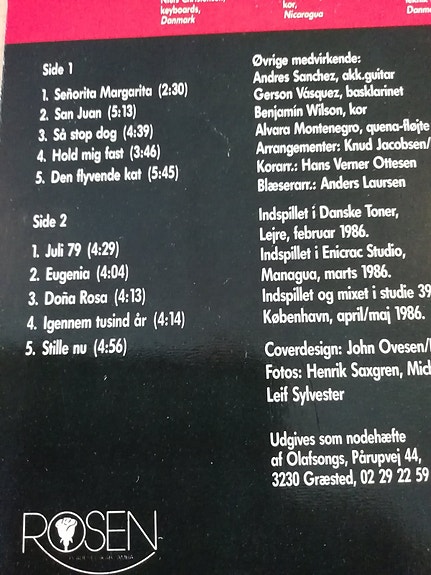 keyboards,
Danmark
kor,
Nicaragua
Side 1
1. Señorita Margarita (2:30)
2. San Juan (5:13)
3. Så stop dog (4:39)
4. Hold mig fast (3:46)
5. Den flyvende kat (5:45)
Side 2
1. Juli 79 (4:29)
2. Eugenia (4:04)
3. Doña Rosa (4:13)
4. Igennem tusind år (4:14)
5. Stille nu (4:56)
Øvrige medvirkende:
Andres Sanchez, akk.guitar
Gerson Vásquez, basklarinet
Benjamín Wilson, kor
Alvara Montenegro, quena-fløjte
Arrangementer: Knud Jacobsen/
Korarr.: Hans Verner Ottesen
Blæserarr.: Anders Laursen
Indspillet i Danske Toner,
Lejre, februar 1986.
Indspillet i Enicrac Studio,
Managua, marts 1986.
Indspillet og mixet i studie 39
København, april/maj 1986.
Coverdesign: John Ovesen/
Fotos: Henrik Saxgren,
Leif Sylvester
Udgives som nodehæfte
af Olafsongs, Pårupvej 44,
3230 Græsted, 02 29 22 59
ROSEN